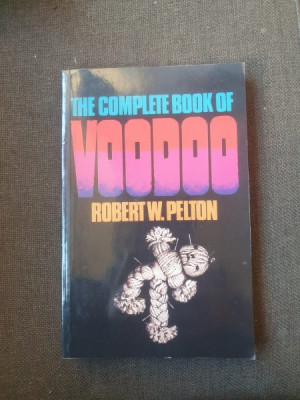 THE COMPLETE BOOK OF
VOODOO
ROBERT W. PELTON